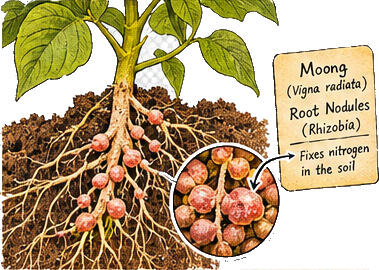 Moong
(Vigna radiata)
Root Nodules
(Rhizobia)
Fixes nitrogen
in the soil